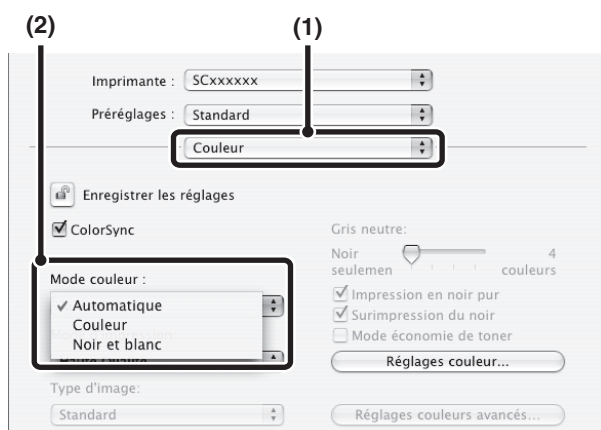 (2) (1)
Imprimante : SCxxxxxx
Préréglages : Standard
Couleur
Enregistrer les réglages
ColorSync
Mode couleur :
Automatique
Couleur
Noir et blanc
Type d'image:
Standard
Gris neutre:
Noir 4
seulemen couleurs
Impression en noir pur
Surimpression du noir
Mode économie de toner
Réglages couleur...
Réglages couleurs avancés...